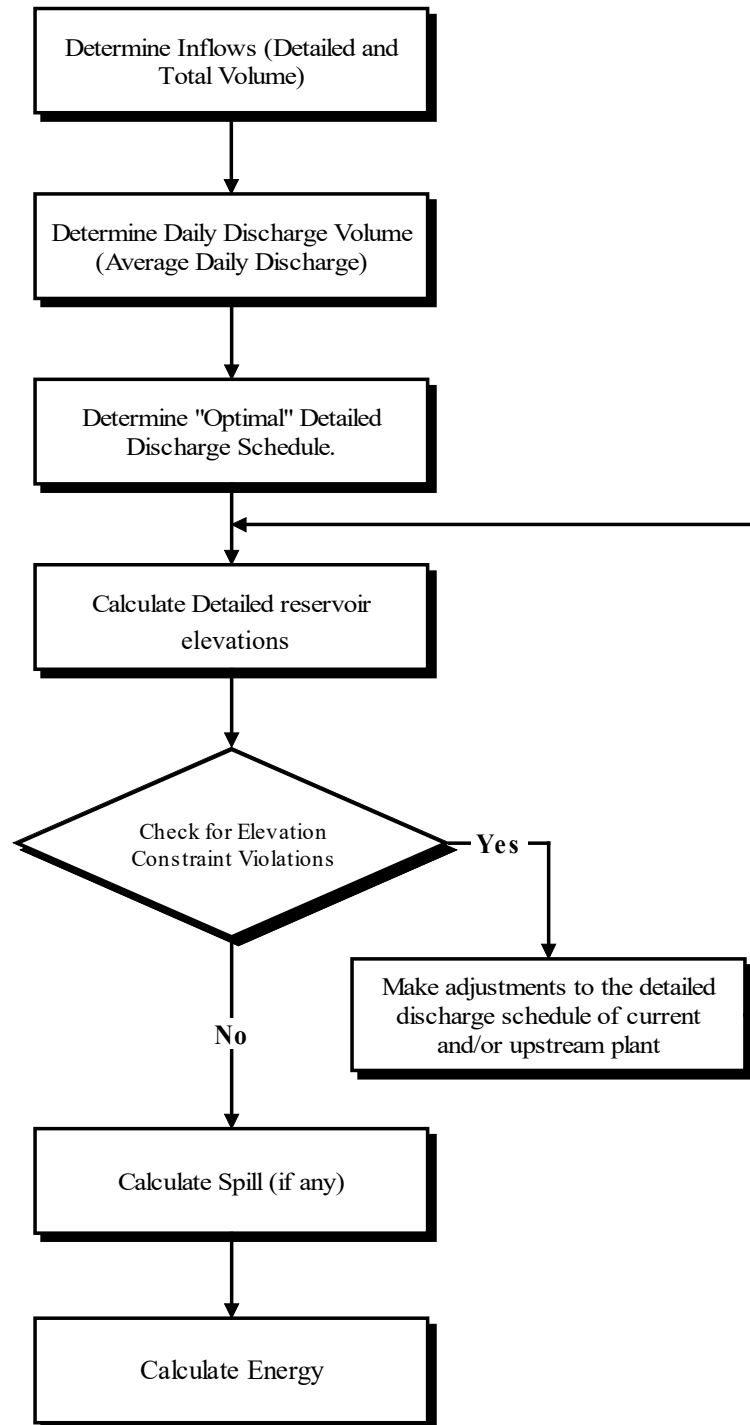 Determine Inflows (Detailed and
Total Volume)
Determine Daily Discharge Volume
(Average Daily Discharge)
Determine "Optimal" Detailed
Discharge Schedule.
Calculate Detailed reservoir
elevations
Check for Elevation
Constraint Violations
Yes
Make adjustments to the detailed
discharge schedule of current
and/or upstream plant
No
Calculate Spill (if any)
Calculate Energy